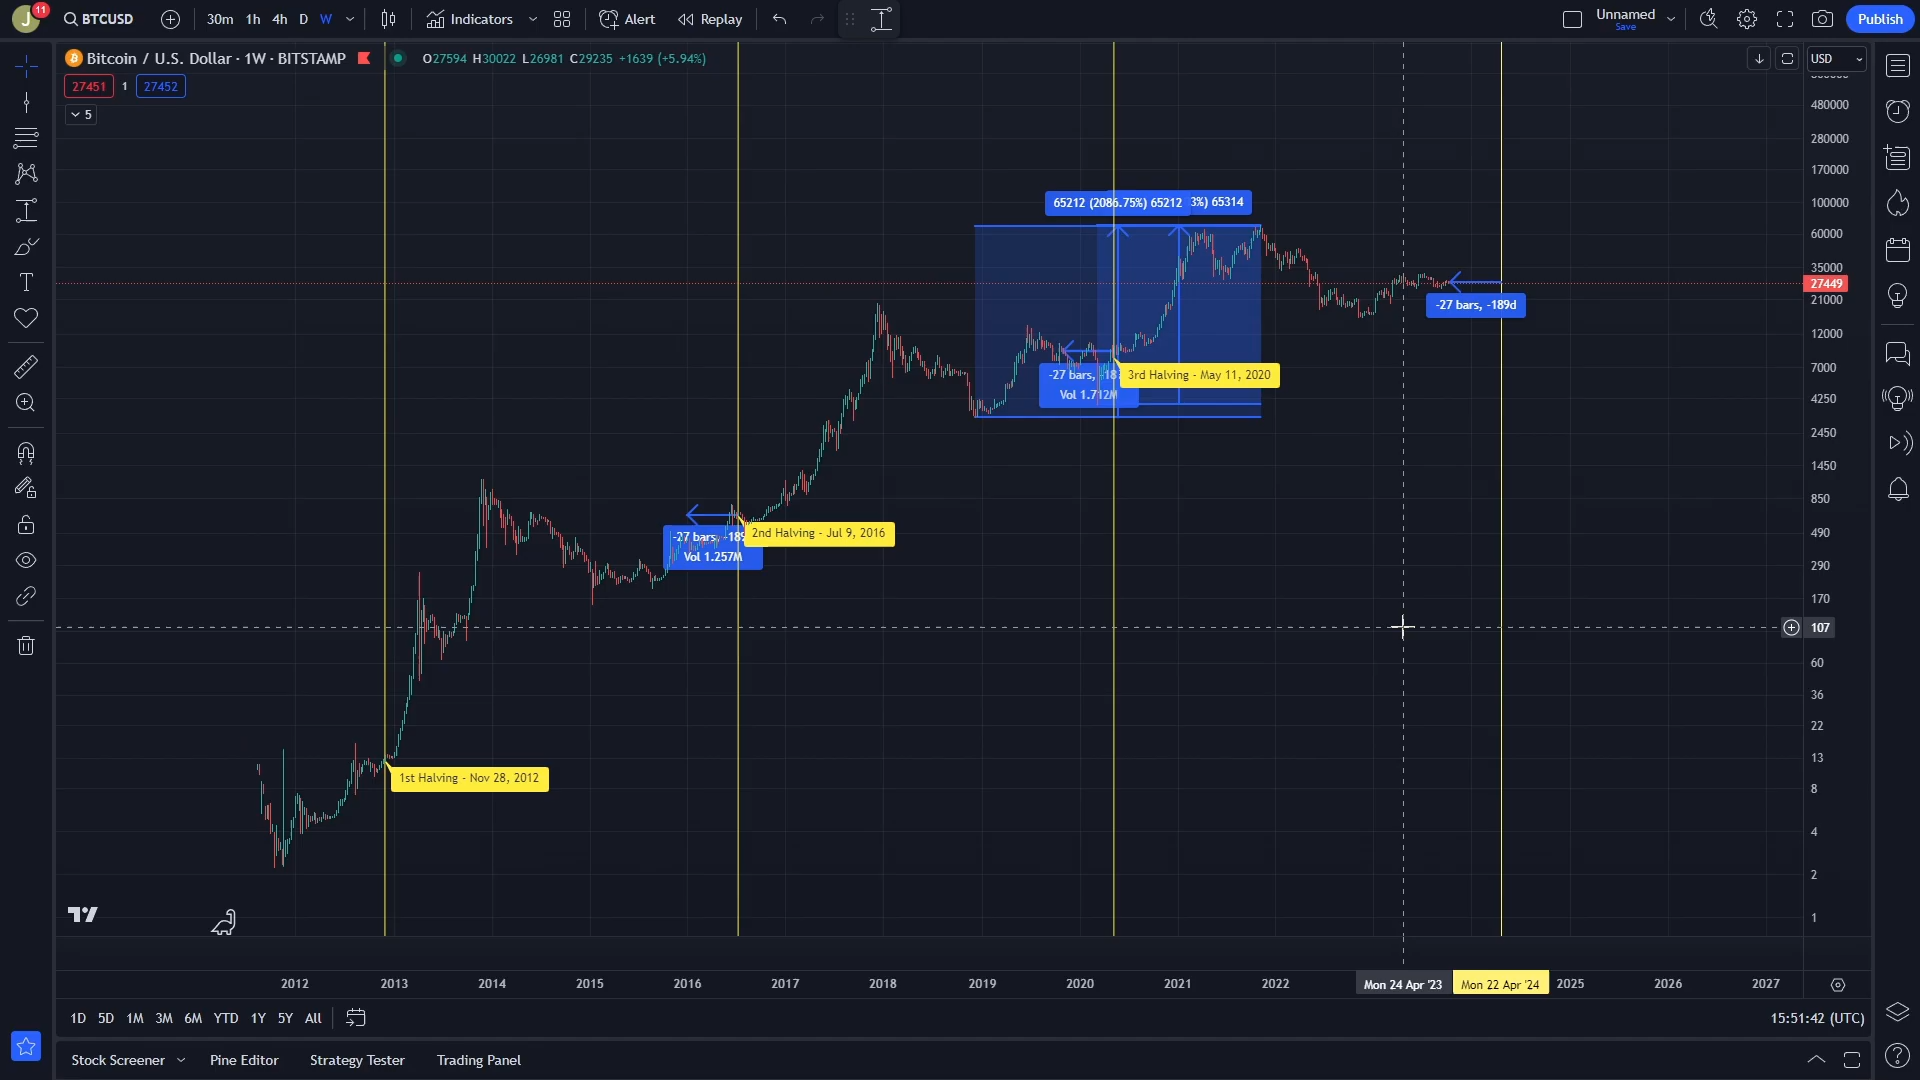 J
11
BTCUSD
30m 1h 4h D W
Indicators
Alert
Replay
Unnamed
Save
Publish
Bitcoin / U.S. Dollar · 1W · BITSTAMP
O27594 H30022 L26981 C29235 +1639 (+5.94%)
27451 1 27452
5
USD
480000
280000
170000
100000
60000
35000
27449
21000
12000
7000
4250
2450
1450
850
490
290
170
107
60
36
22
13
8
4
2
1
65212 (2086.75%) 65212
3%) 65314
-27 bars, -189d
-27 bars,
Vol 1.712M
3rd Halving - May 11, 2020
-27 bars,
Vol 1.257M
2nd Halving - Jul 9, 2016
1st Halving - Nov 28, 2012
2012 2013 2014 2015 2016 2017 2018 2019 2020 2021 2022 Mon 24 Apr '23 Mon 22 Apr '24 2025 2026 2027
1D 5D 1M 3M 6M YTD 1Y 5Y All
15:51:42 (UTC)
Stock Screener Pine Editor Strategy Tester Trading Panel